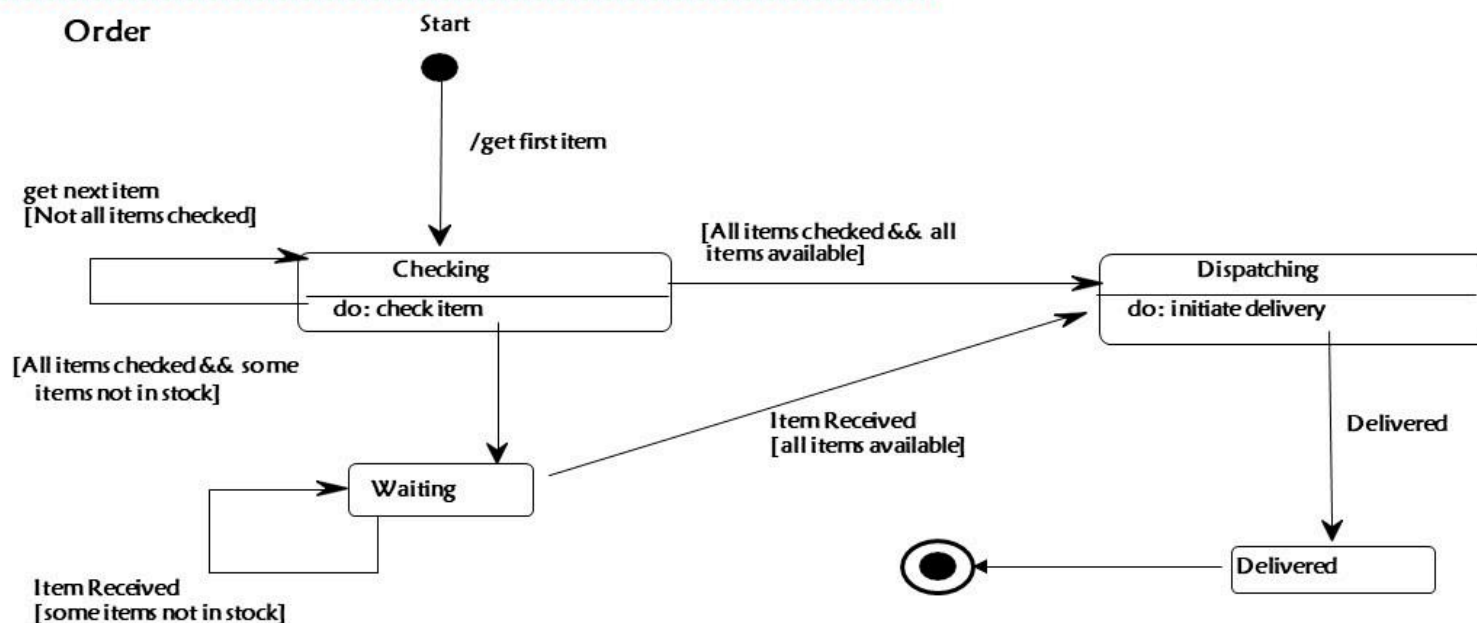 Order
Start
/get first item
get next item
[Not all items checked]
[All items checked && all
items available]
Checking
do: check item
Dispatching
do: initiate delivery
[All items checked && some
items not in stock]
Item Received
[all items available]
Delivered
Waiting
Delivered
Item Received
[some items not in stock]